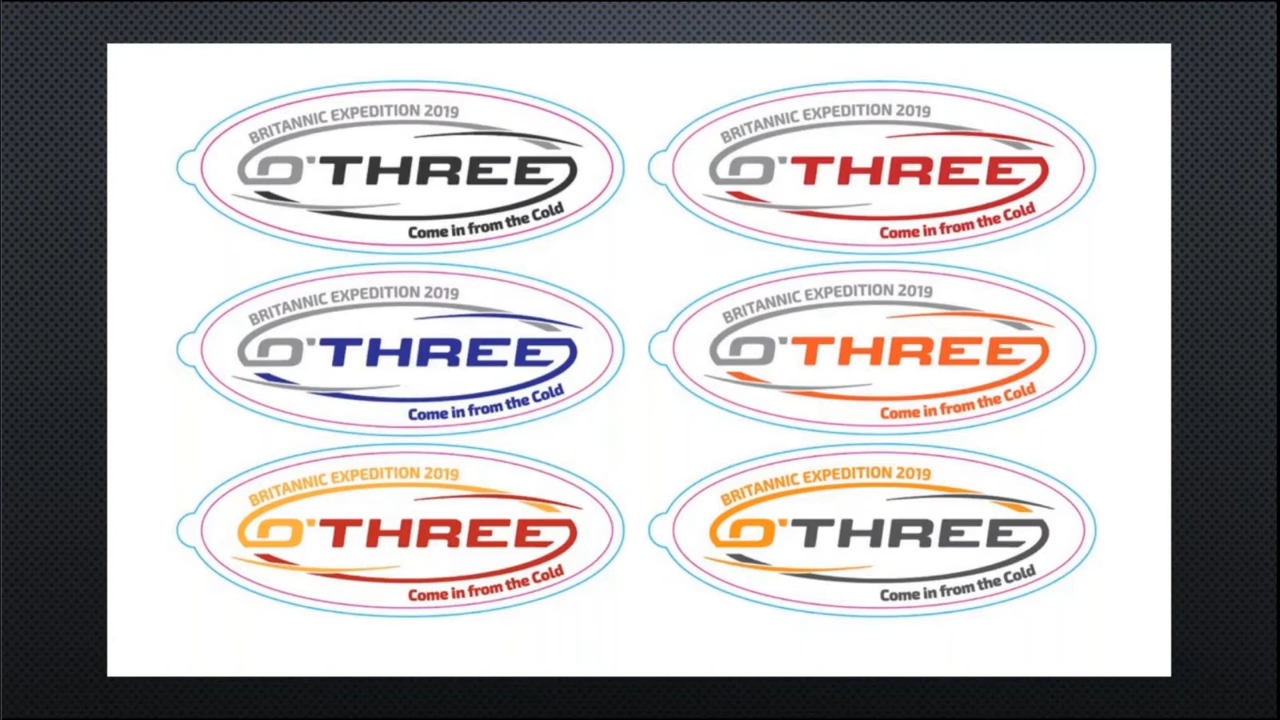 BRITANNIC EXPEDITION 2019
O'THREE
Come in from the Cold
BRITANNIC EXPEDITION 2019
O'THREE
Come in from the Cold
BRITANNIC EXPEDITION 2019
O'THREE
Come in from the Cold
BRITANNIC EXPEDITION 2019
O'THREE
Come in from the Cold
BRITANNIC EXPEDITION 2019
O'THREE
Come in from the Cold
BRITANNIC EXPEDITION 2019
O'THREE
Come in from the Cold